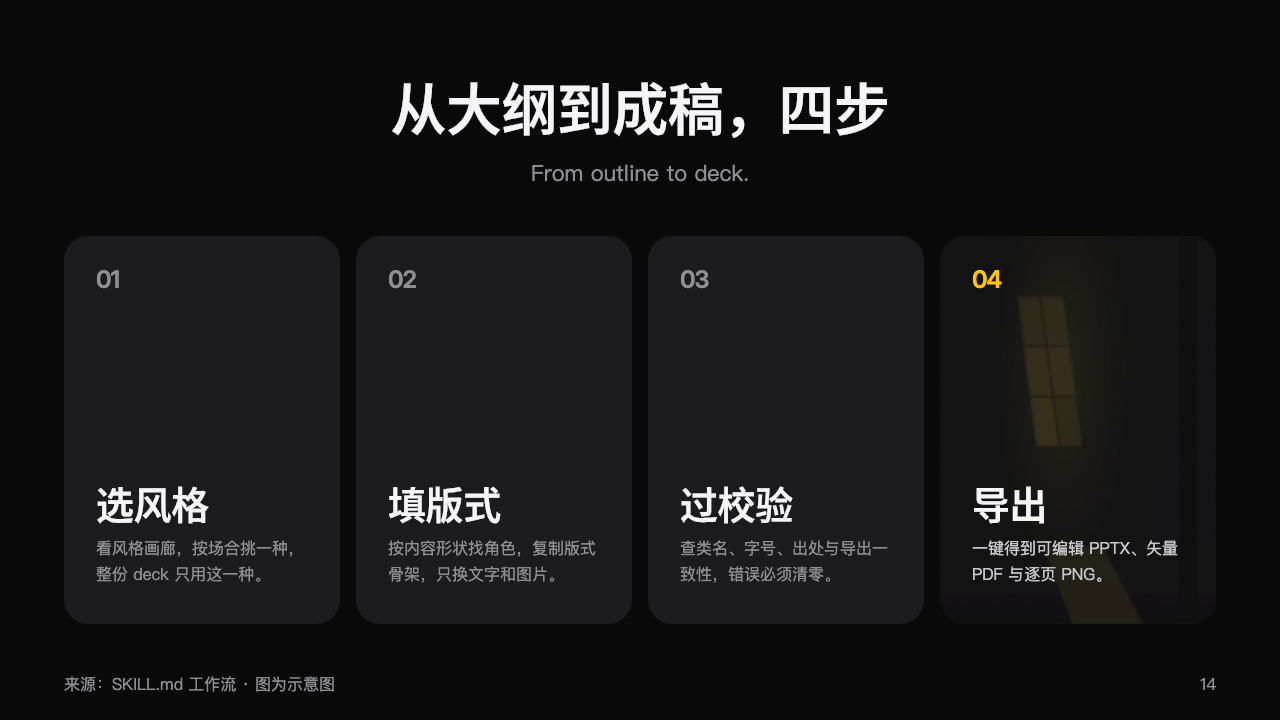 从大纲到成稿，四步
From outline to deck.
01
选风格
看风格画廊，按场合挑一种，
整份 deck 只用这一种。
02
填版式
按内容形状找角色，复制版式
骨架，只换文字和图片。
03
过校验
查类名、字号、出处与导出一
致性，错误必须清零。
04
导出
一键得到可编辑 PPTX、矢量
PDF 与逐页 PNG。
来源：SKILL.md 工作流 · 图为示意图
14